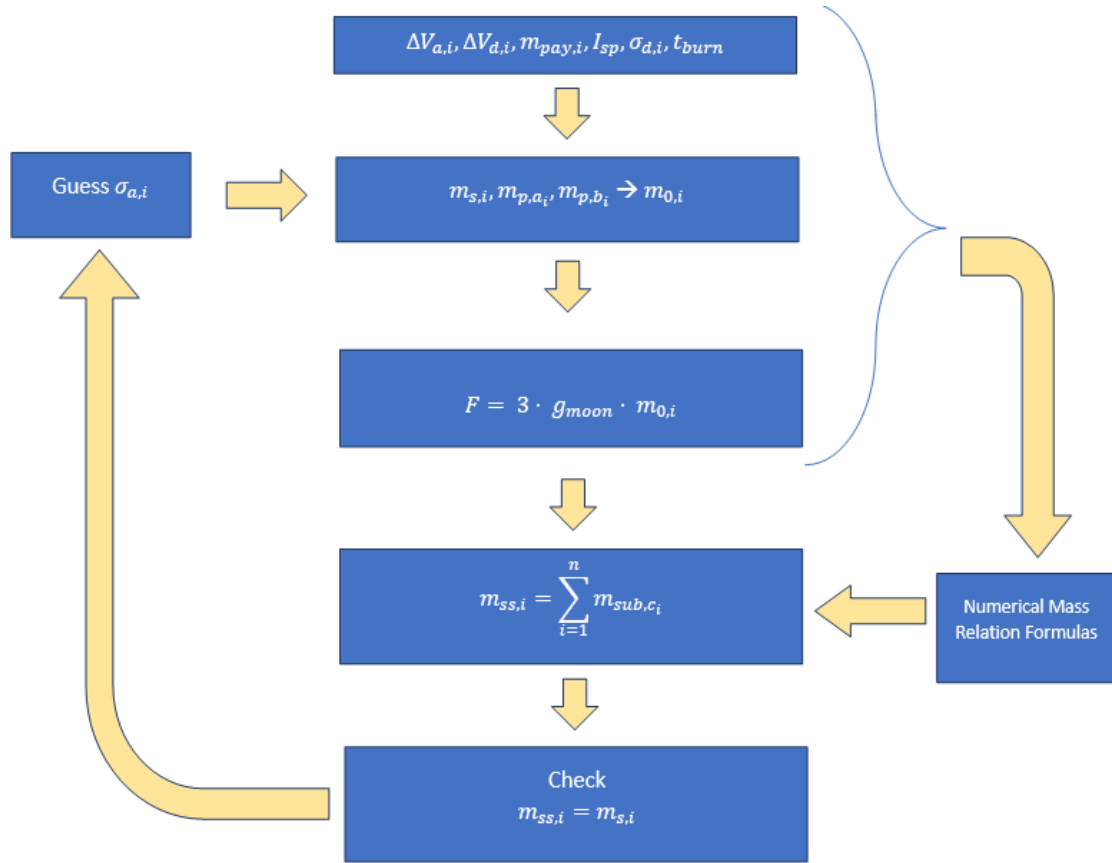 ΔV_{a,i}, ΔV_{d,i}, m_{pay,i}, I_{sp}, σ_{d,i}, t_{burn}
Guess σ_{a,i}
m_{s,i}, m_{p,a_i}, m_{p,b_i} → m_{0,i}
F = 3 · g_{moon} · m_{0,i}
m_{ss,i} = \sum_{i=1}^{n} m_{sub,c_i}
Numerical Mass
Relation Formulas
Check
m_{ss,i} = m_{s,i}